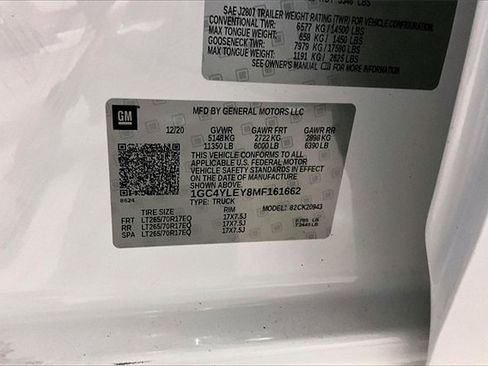 SAE J2807 TRAILER WEIGHT RATING (TWR) FOR VEHICLE CONFIGURATION.
CONVENTIONAL TWR: 6577 KG / 14500 LBS
MAX TONGUE WEIGHT: 658 KG / 1450 LBS
GOOSENECK TWR: 7979 KG / 17590 LBS
MAX TONGUE WEIGHT: 1191 KG / 2625 LBS
SEE OWNER'S MANUAL FOR MORE INFORMATION
GM
MFD BY GENERAL MOTORS LLC
12/20 GVWR GAWR FRT GAWR RR
5148 KG 2722 KG 2898 KG
11350 LB 6000 LB 6390 LB
THIS VEHICLE CONFORMS TO ALL
APPLICABLE U.S. FEDERAL MOTOR
VEHICLE SAFETY STANDARDS IN EFFECT
ON THE DATE OF MANUFACTURE SHOWN
ABOVE.
1GC4YLEY8MF161662
TYPE: TRUCK
8624
TIRE SIZE RIM MODEL: 82CK20943
FRT LT265/70R17EQ 17X7.5J
RR LT265/70R17EQ 17X7.5J
SPA LT265/70R17EQ 17X7.5J